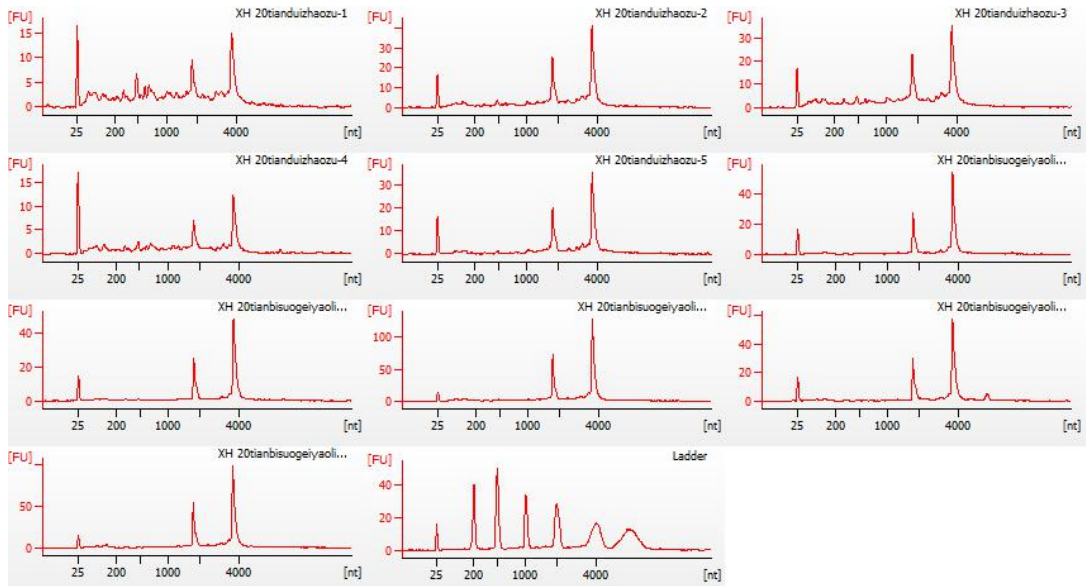 XH 20tianduizhaozu-1
[FU]
15
10
5
0
25 200 1000 4000 [nt]
XH 20tianduizhaozu-2
[FU]
30
20
10
0
25 200 1000 4000 [nt]
XH 20tianduizhaozu-3
[FU]
30
20
10
0
25 200 1000 4000 [nt]
XH 20tianduizhaozu-4
[FU]
15
10
5
0
25 200 1000 4000 [nt]
XH 20tianduizhaozu-5
[FU]
30
20
10
0
25 200 1000 4000 [nt]
XH 20tianbisuogeiyaoli...
[FU]
40
20
0
25 200 1000 4000 [nt]
XH 20tianbisuogeiyaoli...
[FU]
40
20
0
25 200 1000 4000 [nt]
XH 20tianbisuogeiyaoli...
[FU]
100
50
0
25 200 1000 4000 [nt]
XH 20tianbisuogeiyaoli...
[FU]
40
20
0
25 200 1000 4000 [nt]
XH 20tianbisuogeiyaoli...
[FU]
50
0
25 200 1000 4000 [nt]
Ladder
[FU]
40
20
0
25 200 1000 4000 [nt]